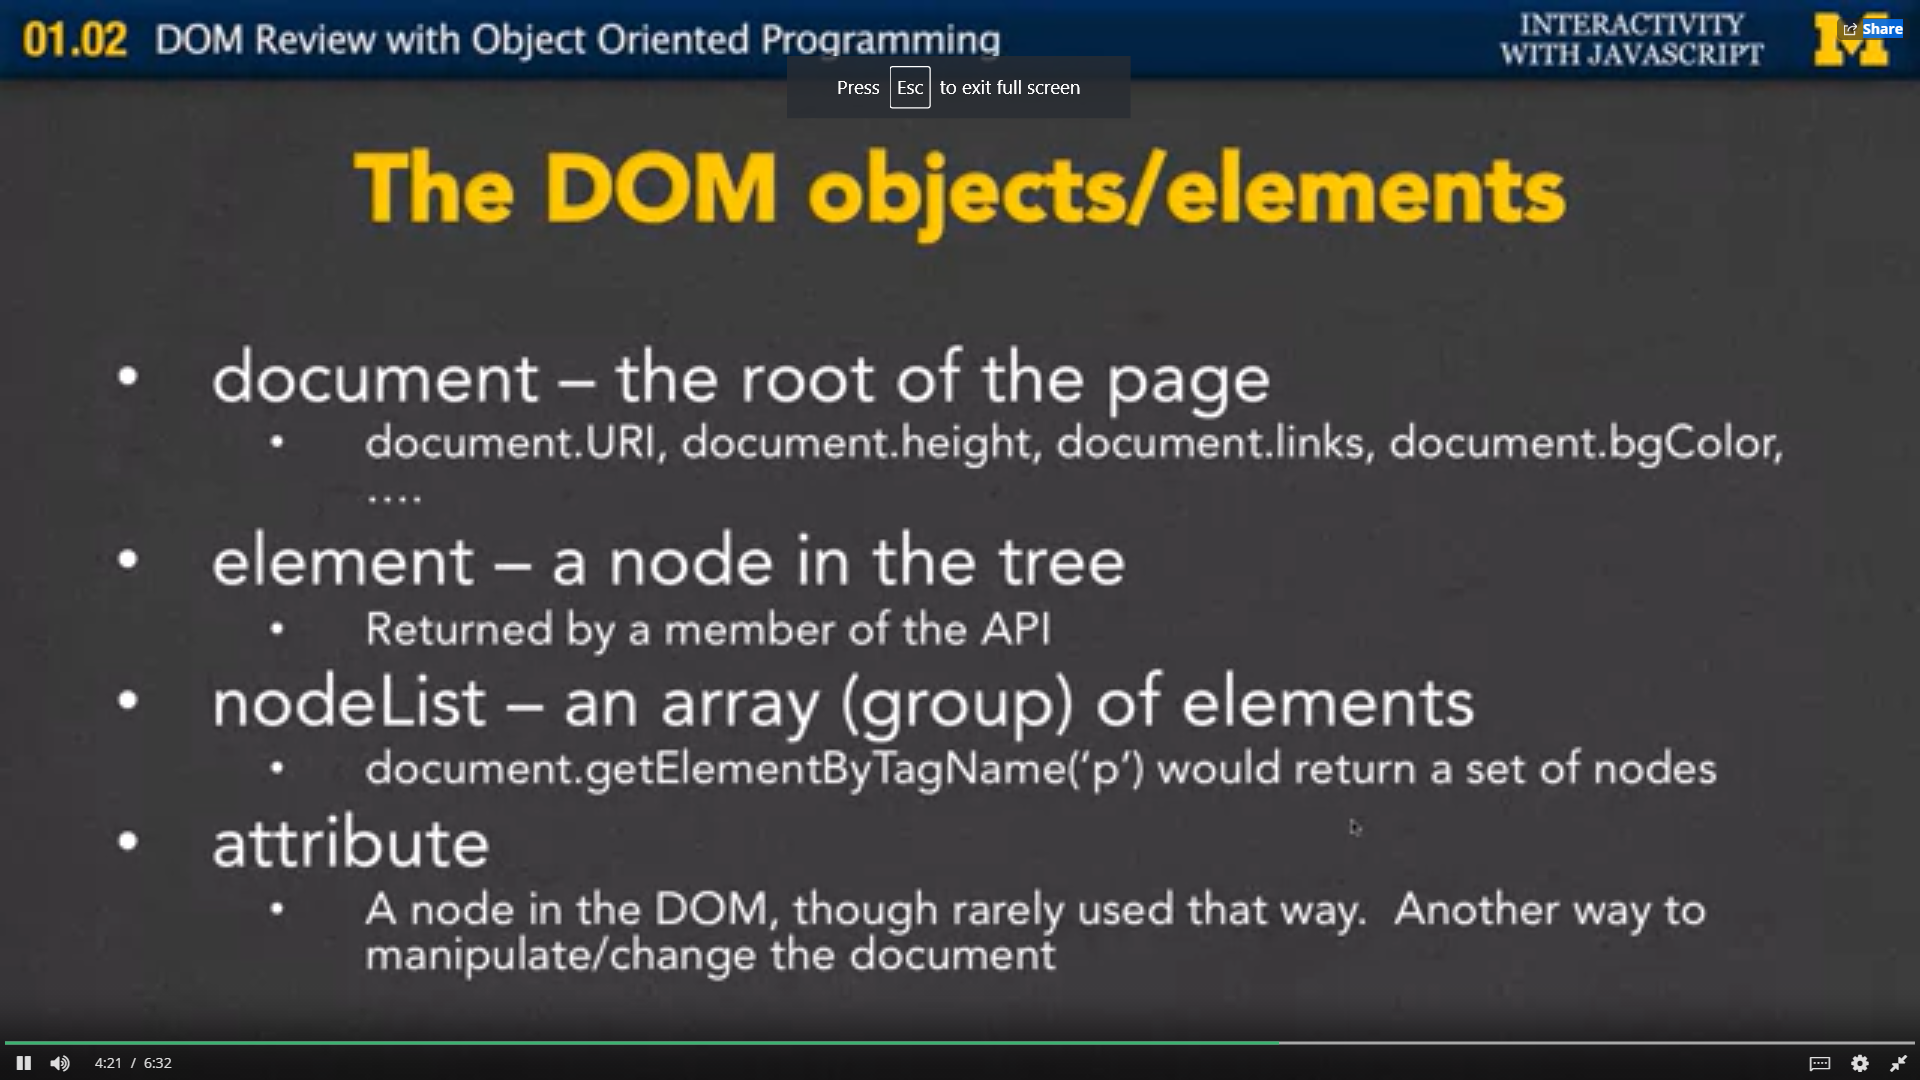 01.02 DOM Review with Object Oriented Programming
INTERACTIVITY
WITH JAVASCRIPT
M
Share
Press Esc to exit full screen
The DOM objects/elements
• document – the root of the page
• document.URI, document.height, document.links, document.bgColor,
....
• element – a node in the tree
• Returned by a member of the API
• nodeList – an array (group) of elements
• document.getElementByTagName(‘p’) would return a set of nodes
• attribute
• A node in the DOM, though rarely used that way. Another way to
manipulate/change the document
4:21 / 6:32